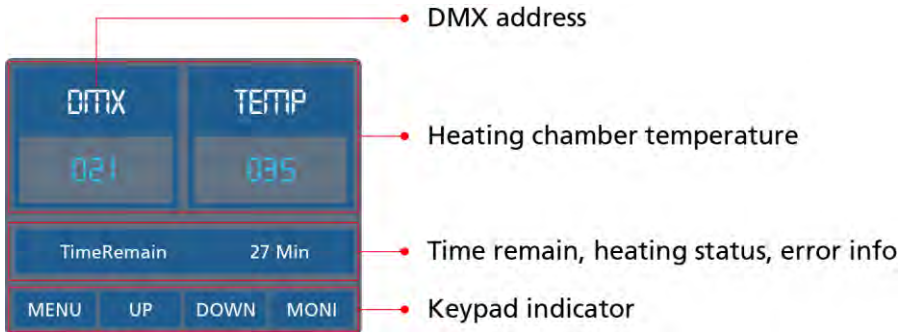 DMX address
DMX TEMP
Heating chamber temperature
021 035
TimeRemain 27 Min
Time remain, heating status, error info
MENU UP DOWN MONI
Keypad indicator